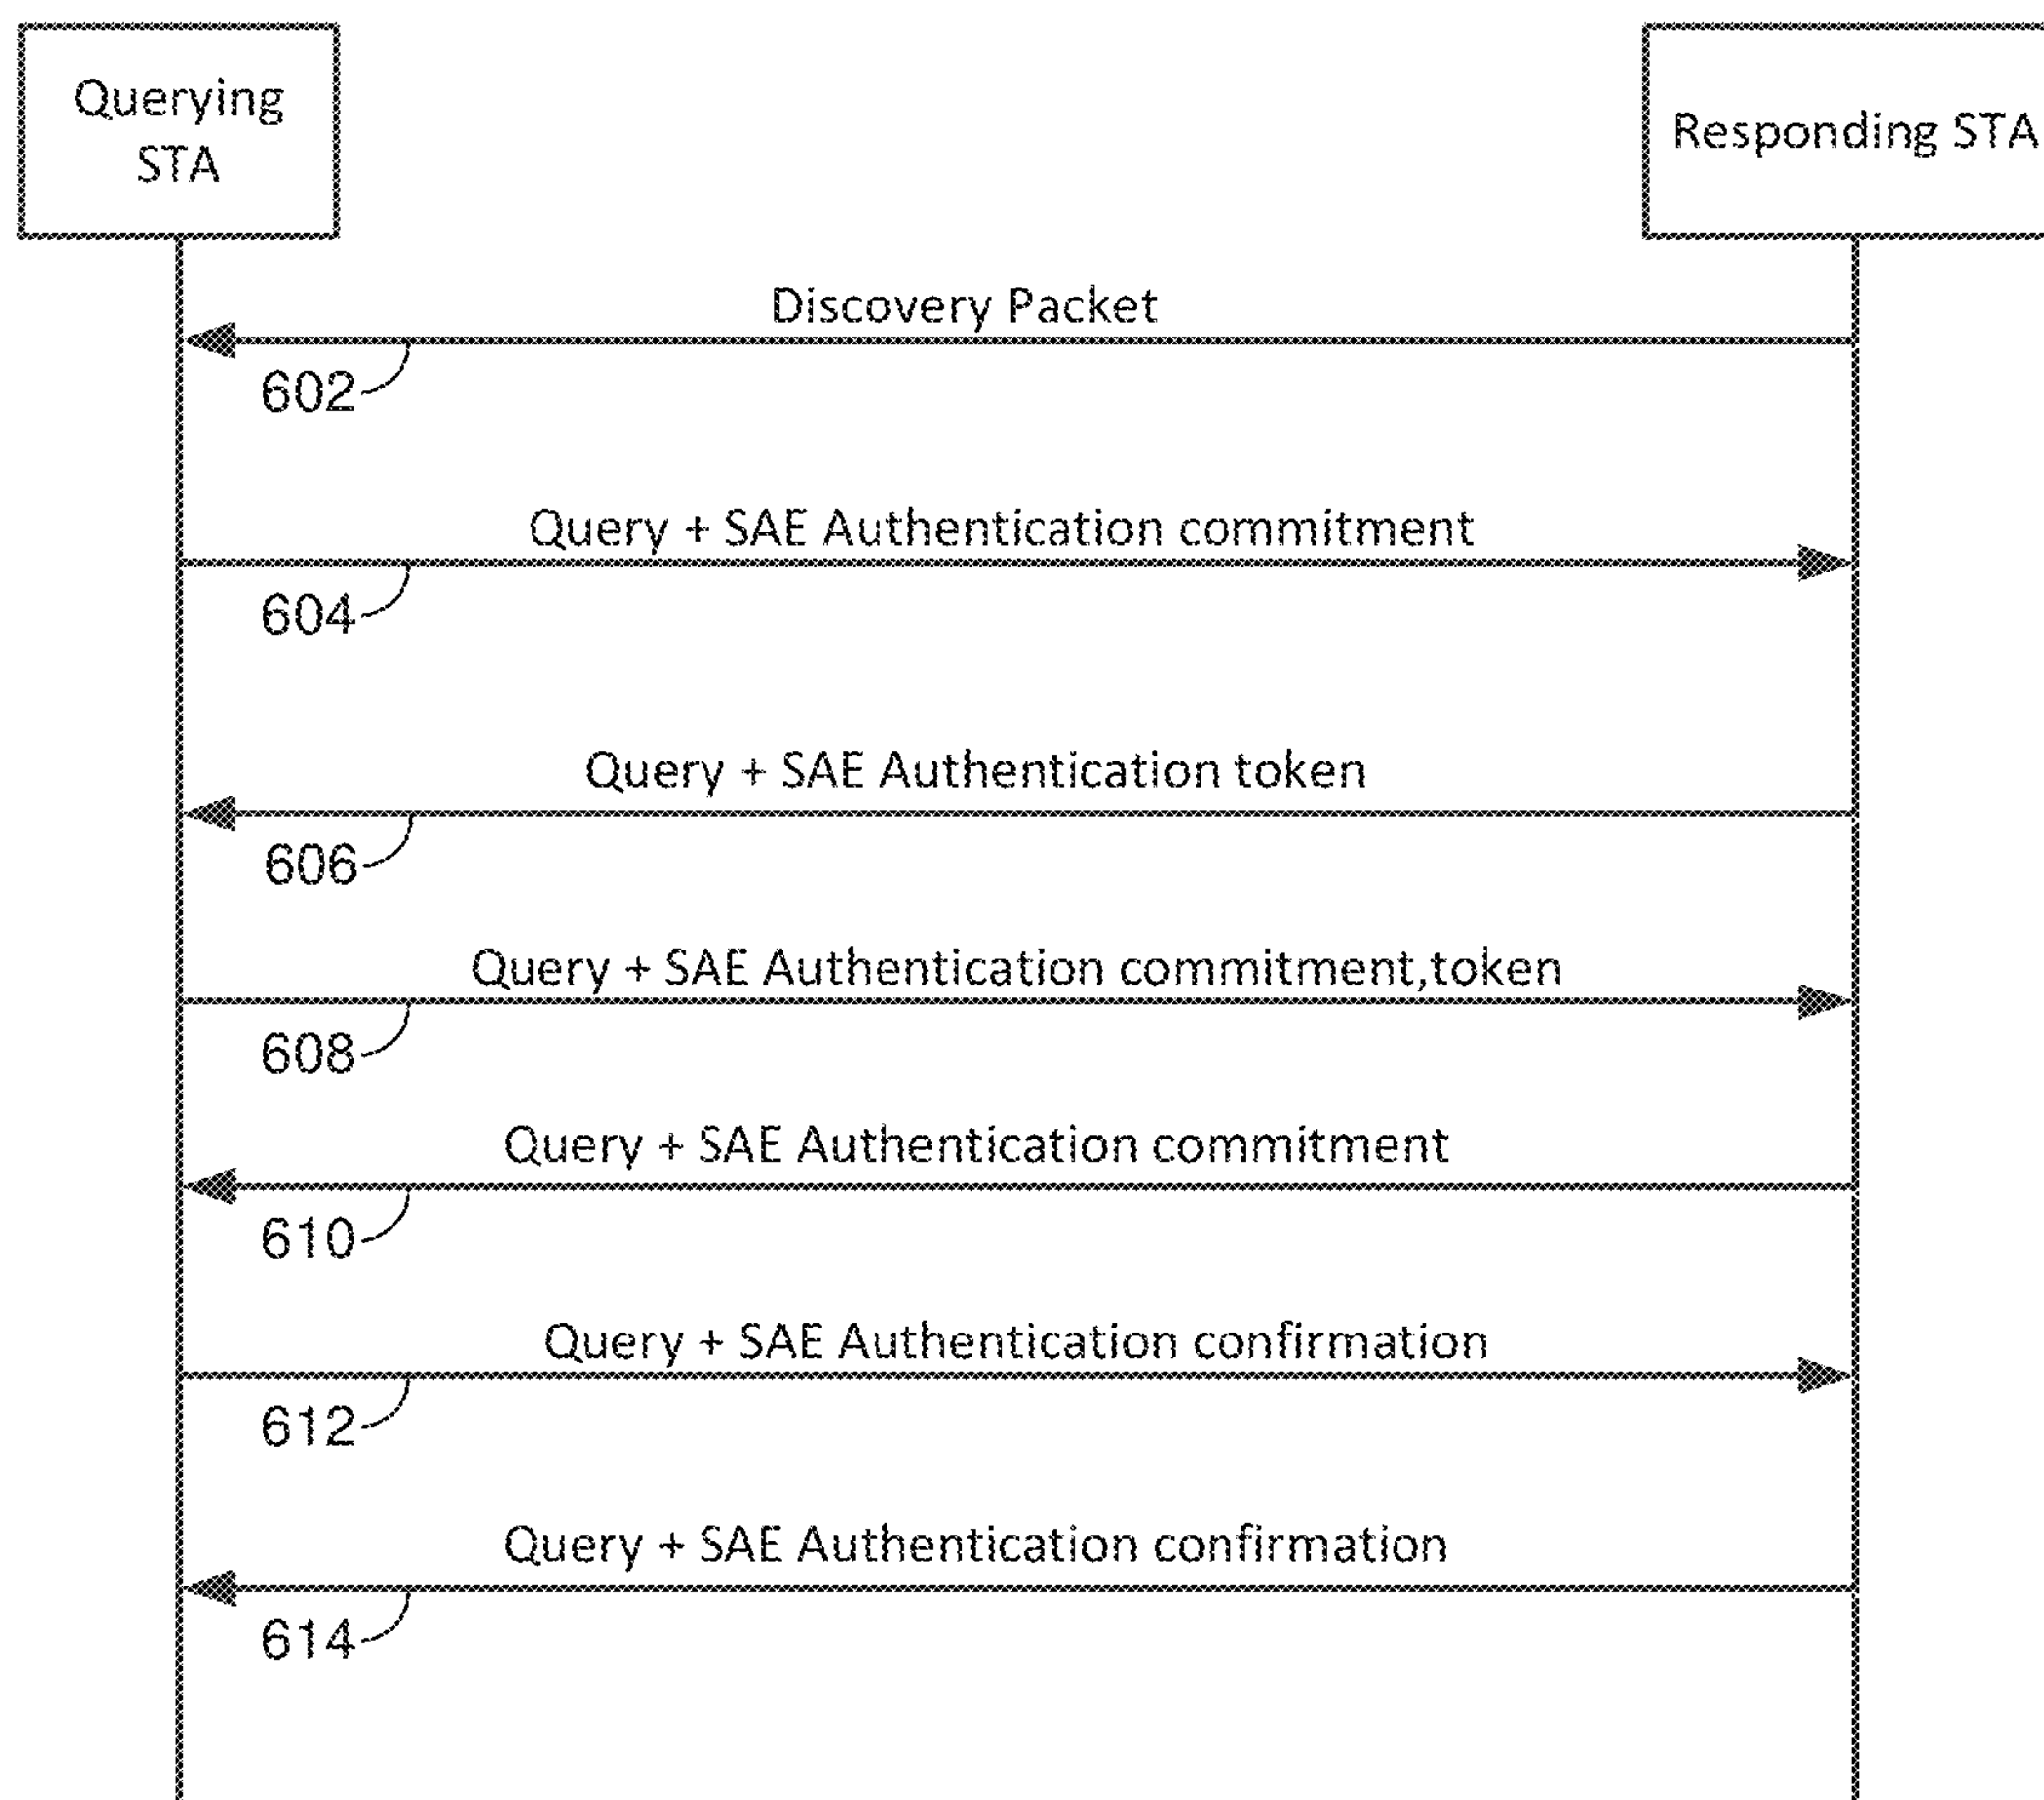 Querying
STA
Responding STA
Discovery Packet
602
Query + SAE Authentication commitment
604
Query + SAE Authentication token
606
Query + SAE Authentication commitment,token
608
Query + SAE Authentication commitment
610
Query + SAE Authentication confirmation
612
Query + SAE Authentication confirmation
614